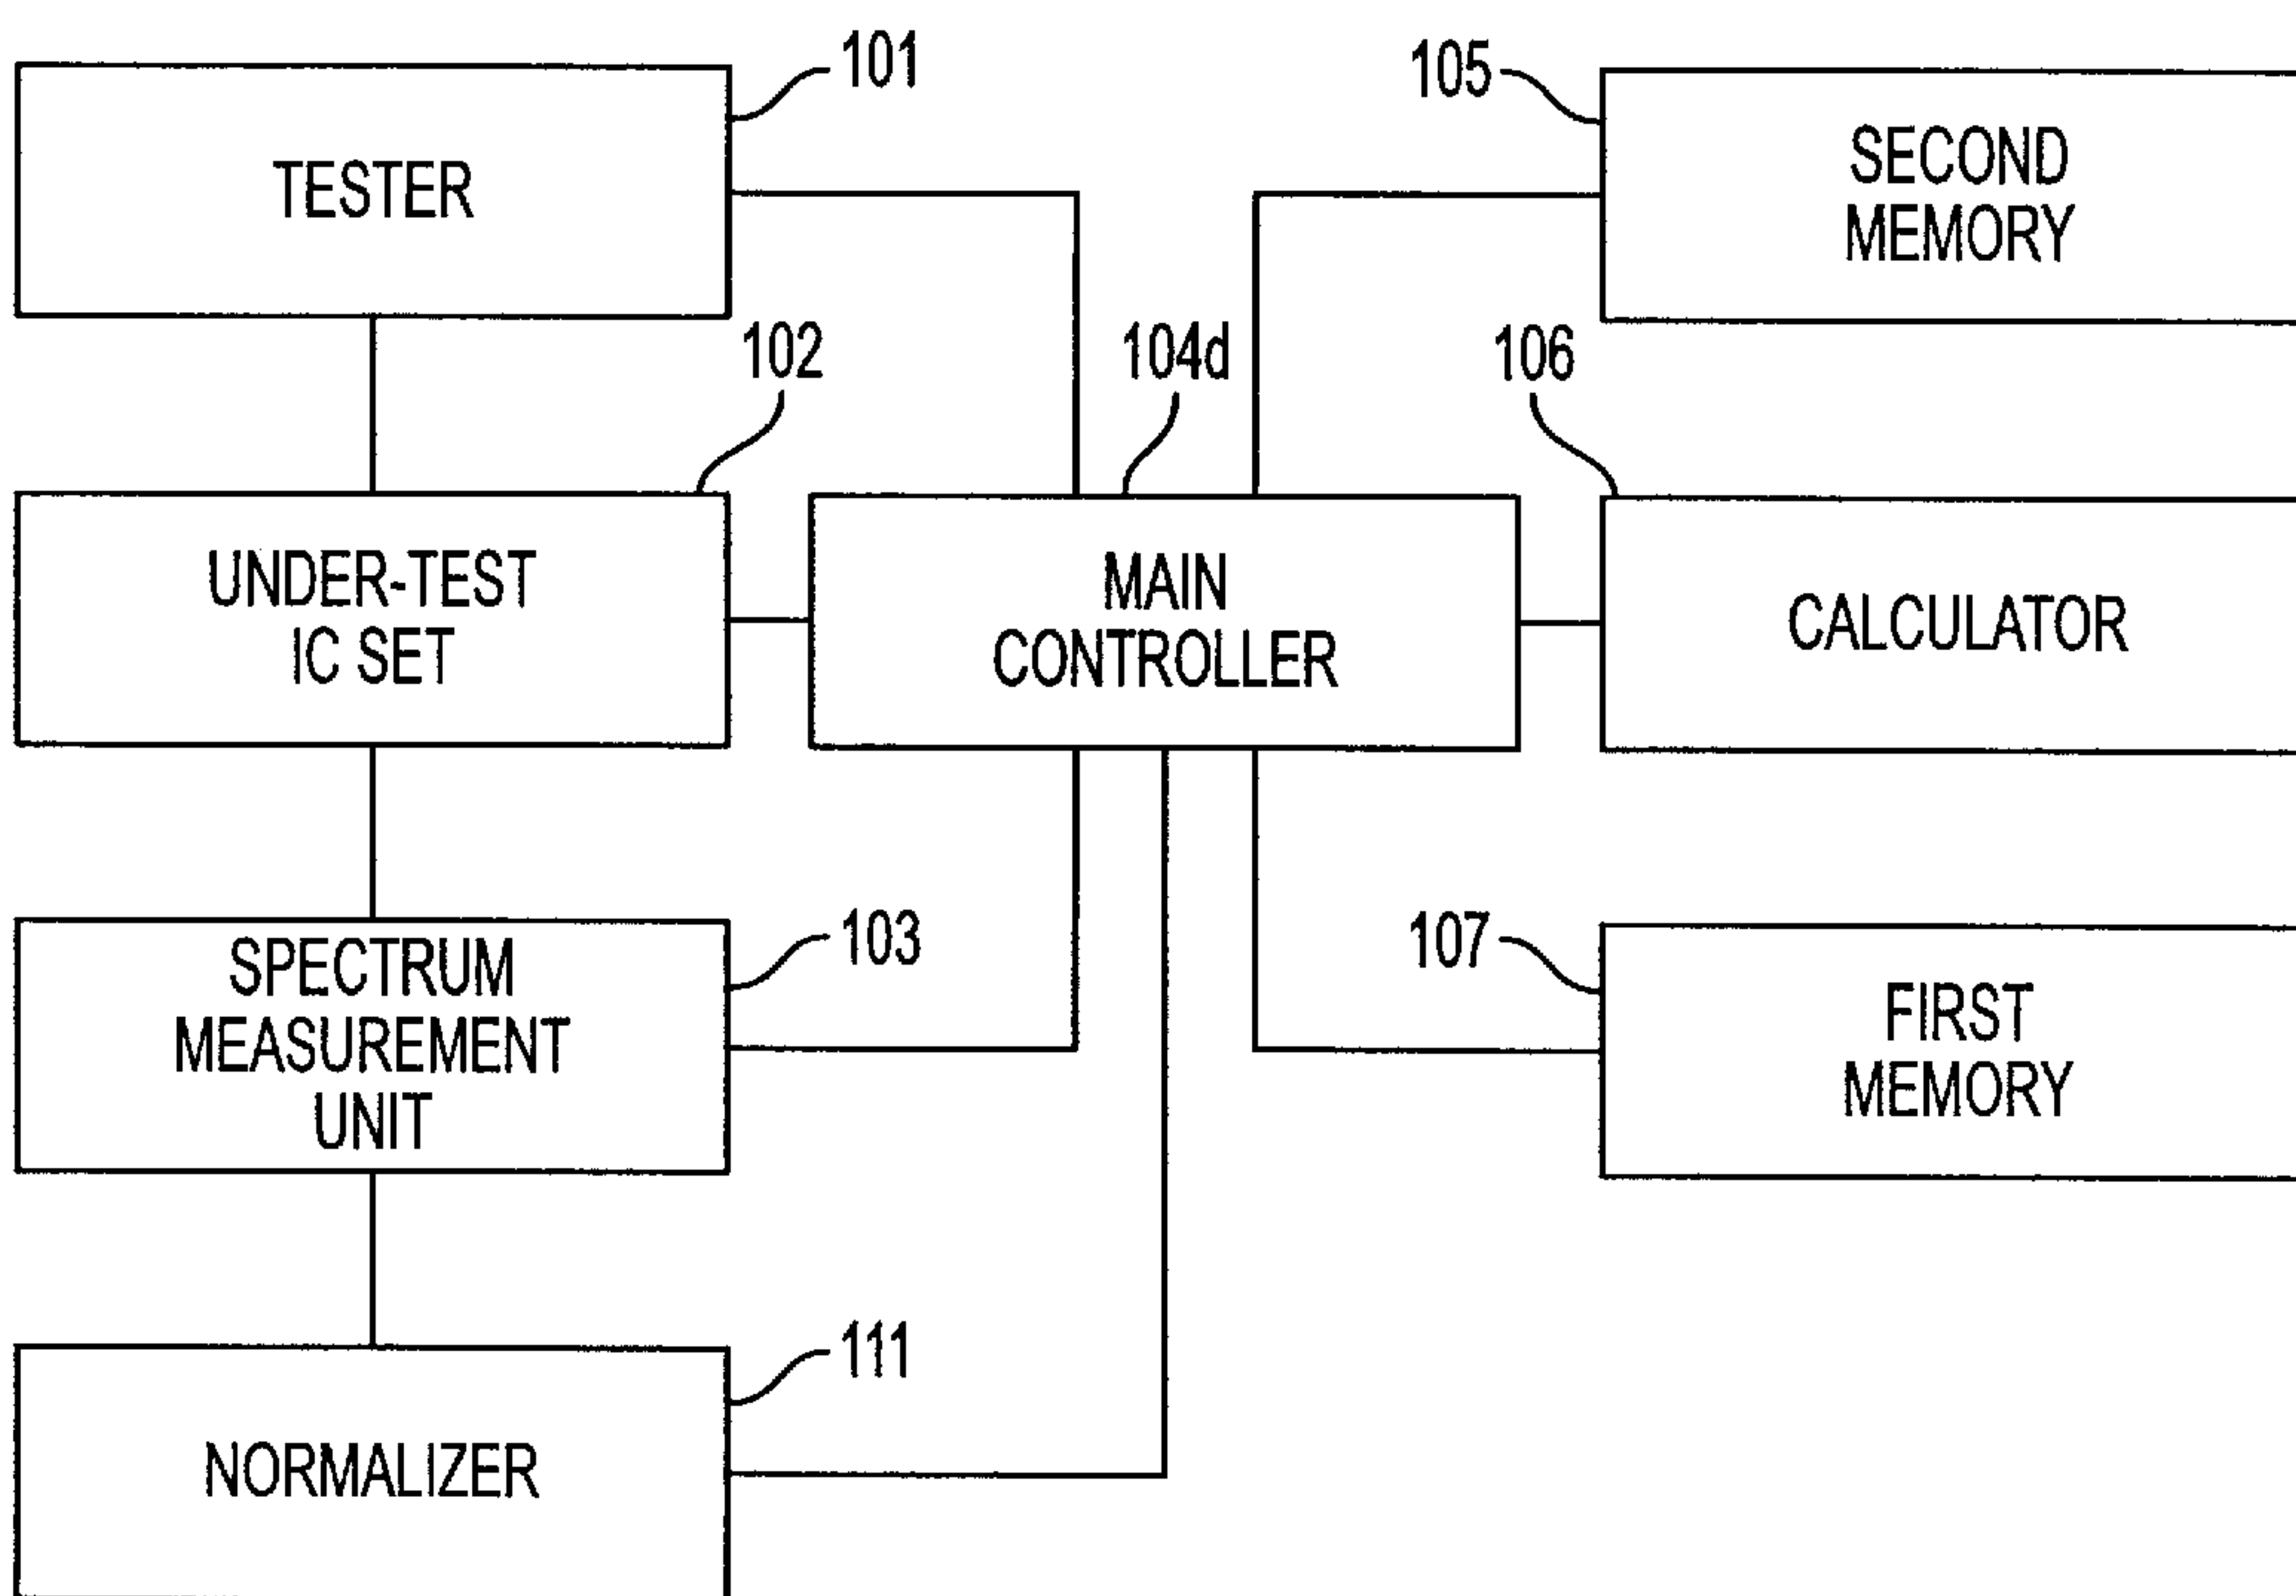 101
TESTER
105
SECOND
MEMORY
102
UNDER-TEST
IC SET
104d
MAIN
CONTROLLER
106
CALCULATOR
103
SPECTRUM
MEASUREMENT
UNIT
107
FIRST
MEMORY
111
NORMALIZER